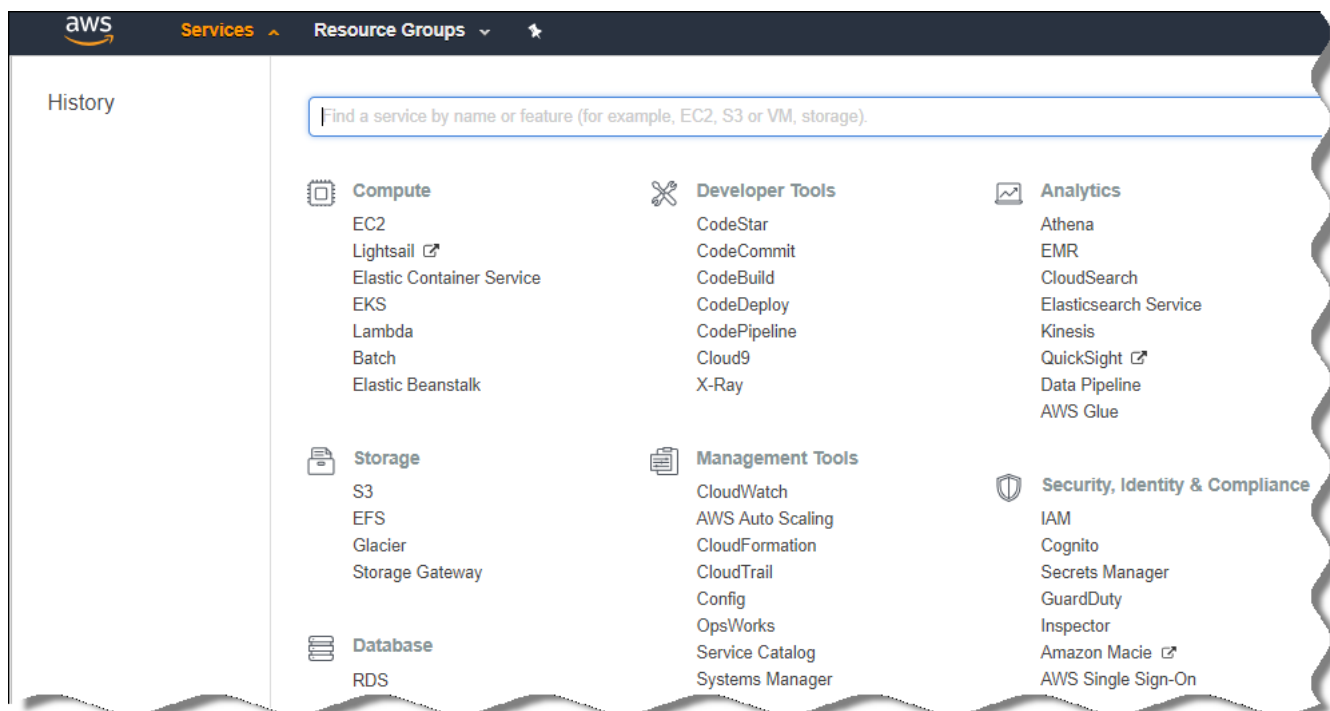 aws
Services
Resource Groups
History
Find a service by name or feature (for example, EC2, S3 or VM, storage).
Compute
EC2
Lightsail
Elastic Container Service
EKS
Lambda
Batch
Elastic Beanstalk
Storage
S3
EFS
Glacier
Storage Gateway
Database
RDS
Developer Tools
CodeStar
CodeCommit
CodeBuild
CodeDeploy
CodePipeline
Cloud9
X-Ray
Management Tools
CloudWatch
AWS Auto Scaling
CloudFormation
CloudTrail
Config
OpsWorks
Service Catalog
Systems Manager
Analytics
Athena
EMR
CloudSearch
Elasticsearch Service
Kinesis
QuickSight
Data Pipeline
AWS Glue
Security, Identity & Compliance
IAM
Cognito
Secrets Manager
GuardDuty
Inspector
Amazon Macie
AWS Single Sign-On